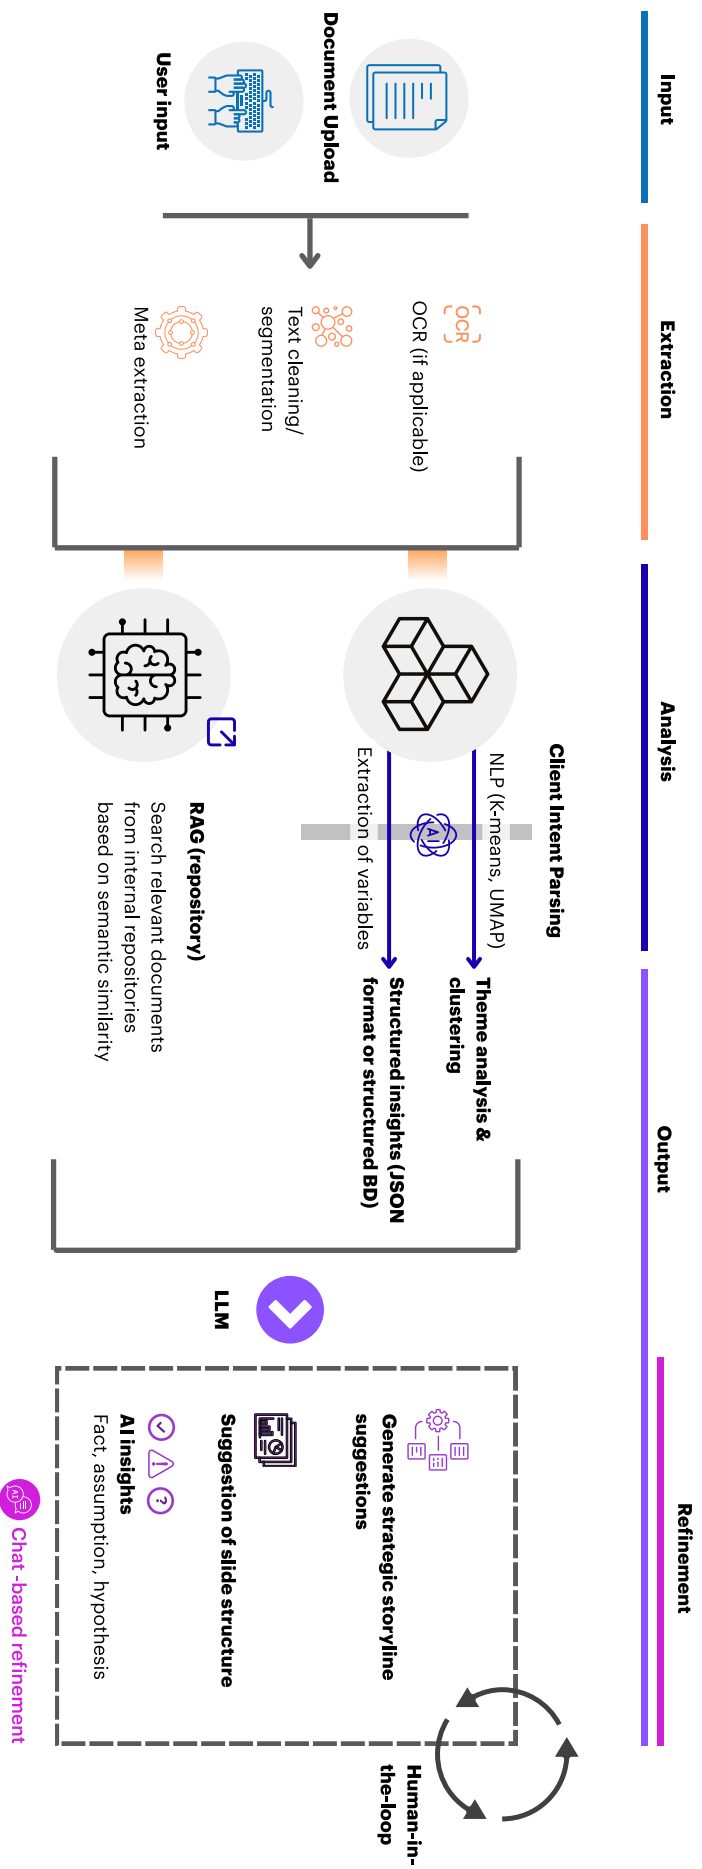 Input
Extraction
Analysis
Output
Refinement
Document Upload
User input
OCR
OCR (if applicable)
Text cleaning/
segmentation
Meta extraction
Client Intent Parsing
NLP (K-means, UMAP)
AI
Extraction of variables
Theme analysis &
clustering
Structured insights (JSON
format or structured BD)
RAG (repository)
Search relevant documents
from internal repositories
based on semantic similarity
LLM
Generate strategic storyline
suggestions
Suggestion of slide structure
AI insights
Fact, assumption, hypothesis
Human-in-
the-loop
AI
Chat -based refinement